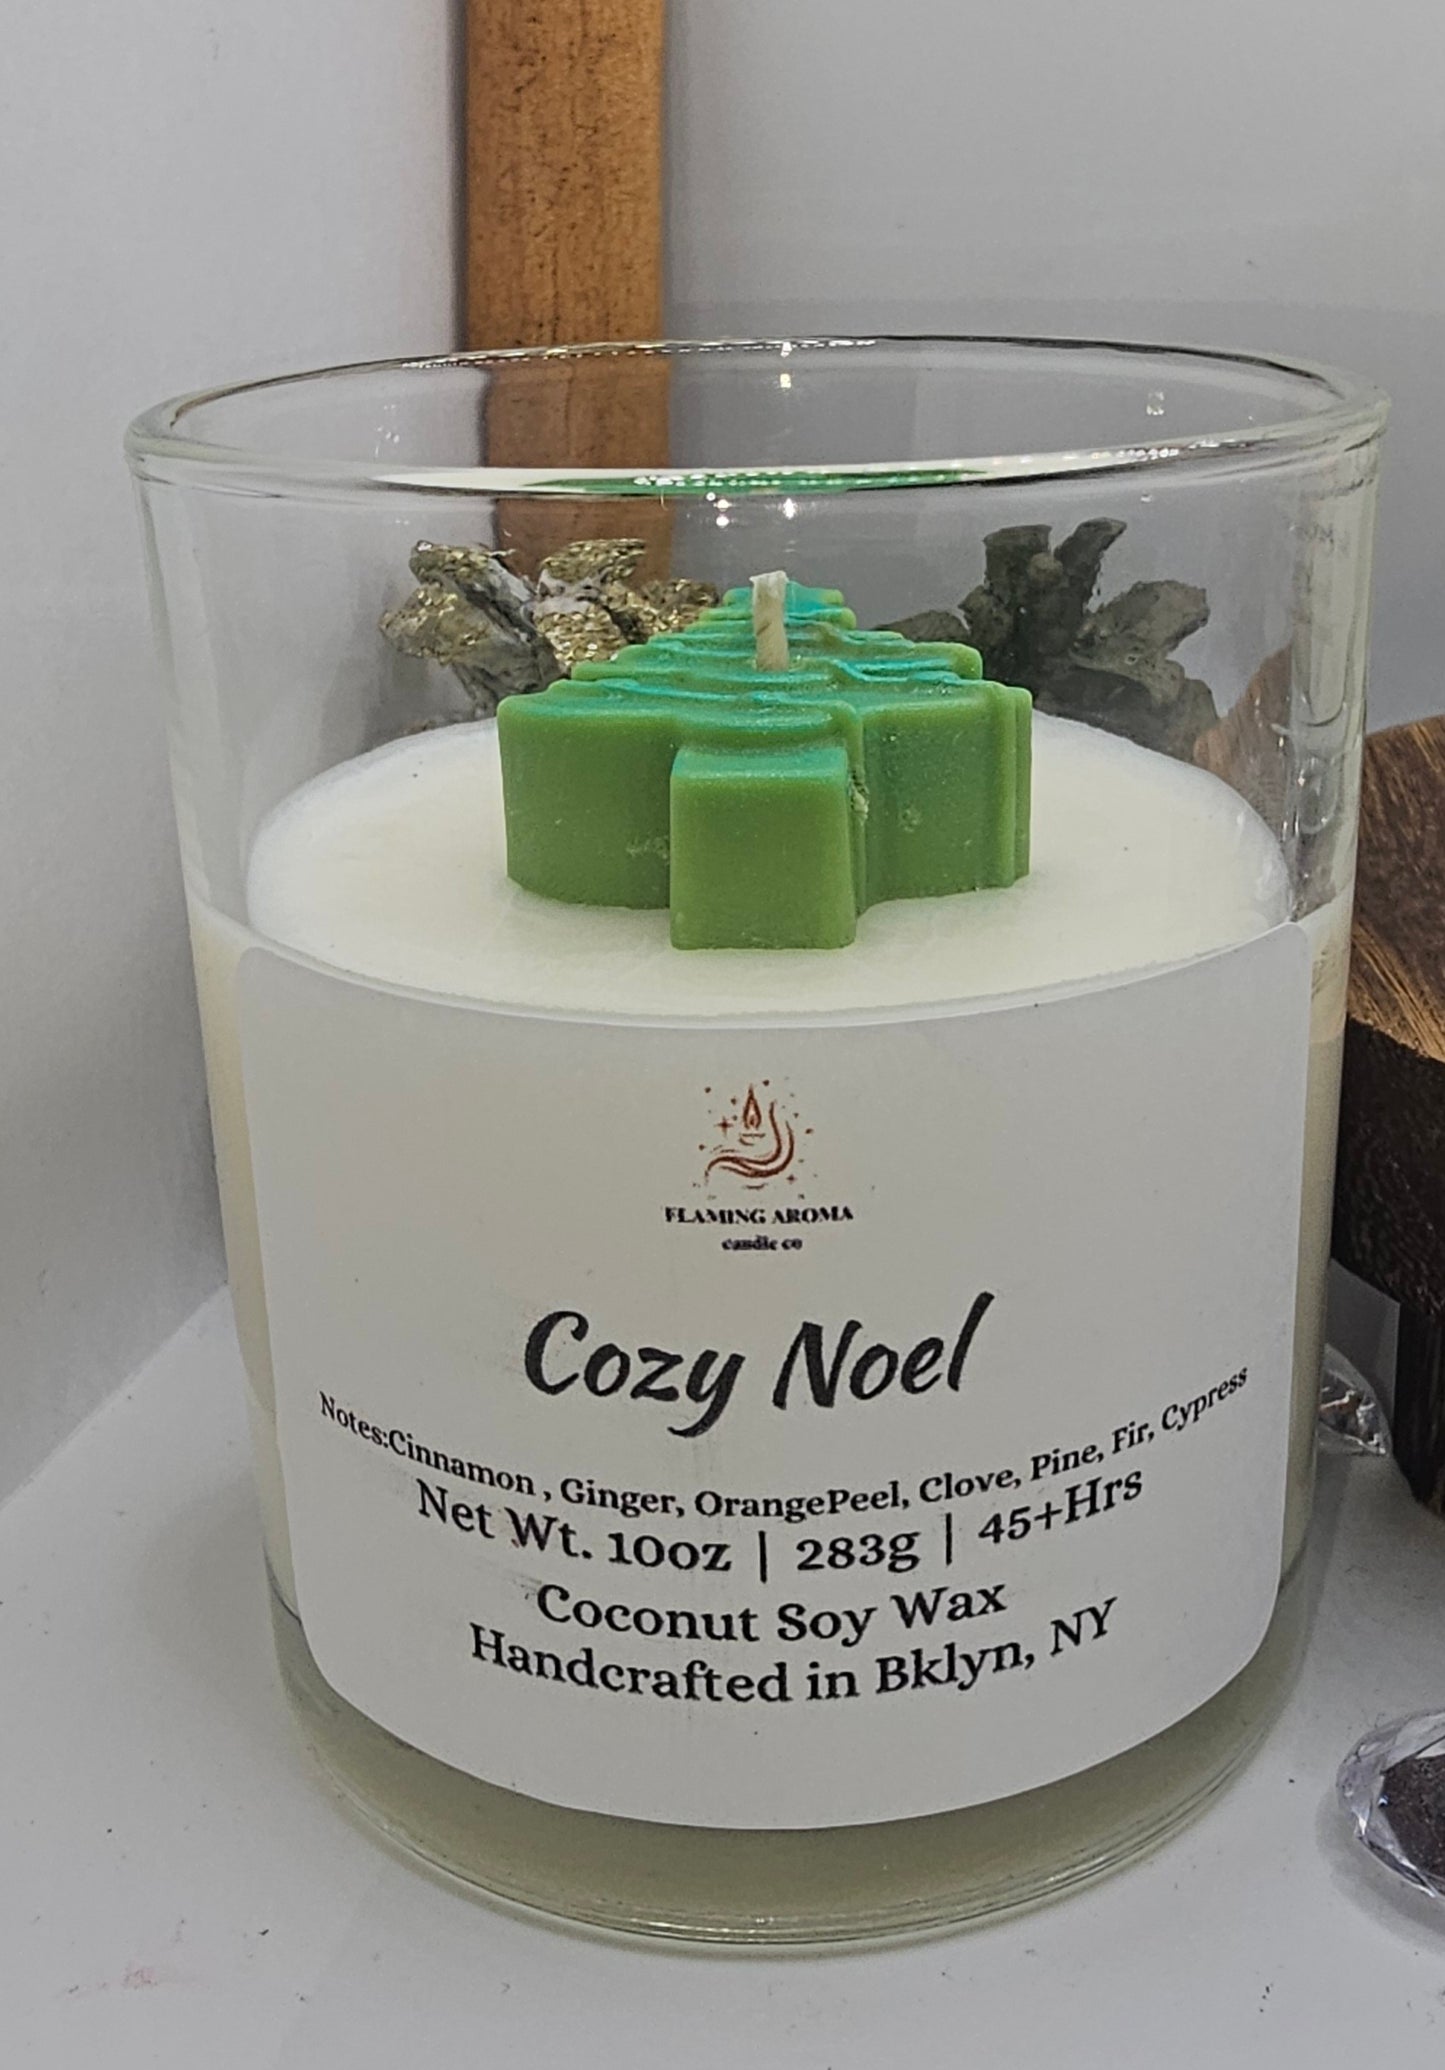 FLAMING AROMA
candle co
Cozy Noel
Notes:Cinnamon , Ginger, OrangePeel, Clove, Pine, Fir, Cypress
Net Wt. 10oz | 283g | 45+Hrs
Coconut Soy Wax
Handcrafted in Bklyn, NY